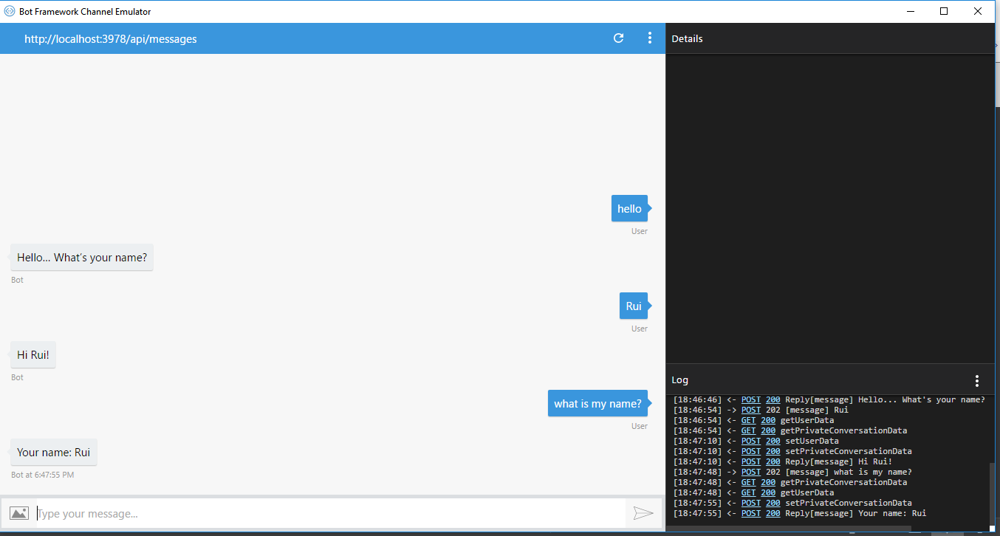 Bot Framework Channel Emulator
http://localhost:3978/api/messages
hello
User
Hello... What's your name?
Bot
Rui
User
Hi Rui!
Bot
what is my name?
User
Your name: Rui
Bot at 6:47:55 PM
Type your message...
Details
Log
[18:46:46] <- POST 200 Reply[message] Hello... What's your name?
[18:46:54] -> POST 202 [message] Rui
[18:46:54] <- GET 200 getUserData
[18:46:54] <- GET 200 getPrivateConversationData
[18:47:10] <- POST 200 setUserData
[18:47:10] <- POST 200 setPrivateConversationData
[18:47:10] <- POST 200 Reply[message] Hi Rui!
[18:47:48] -> POST 202 [message] what is my name?
[18:47:48] <- GET 200 getPrivateConversationData
[18:47:48] <- GET 200 getUserData
[18:47:55] <- POST 200 setPrivateConversationData
[18:47:55] <- POST 200 Reply[message] Your name: Rui